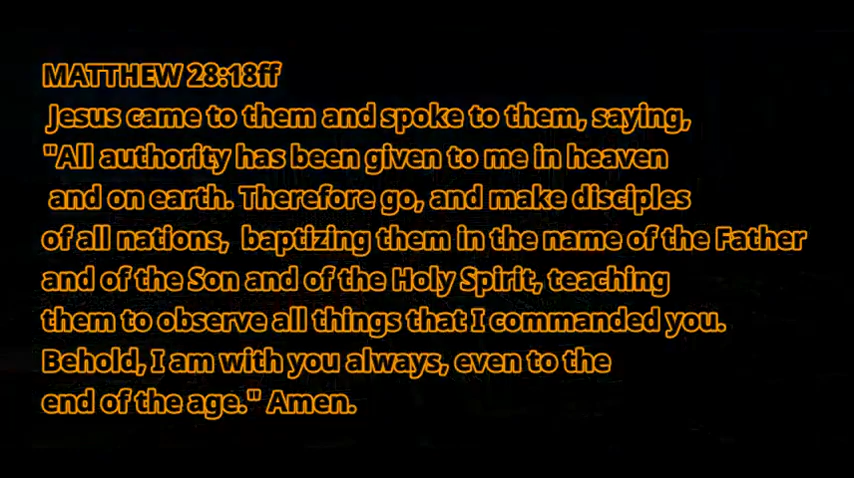 MATTHEW 28:18ff
Jesus came to them and spoke to them, saying,
"All authority has been given to me in heaven
and on earth. Therefore go, and make disciples
of all nations, baptizing them in the name of the Father
and of the Son and of the Holy Spirit, teaching
them to observe all things that I commanded you.
Behold, I am with you always, even to the
end of the age." Amen.